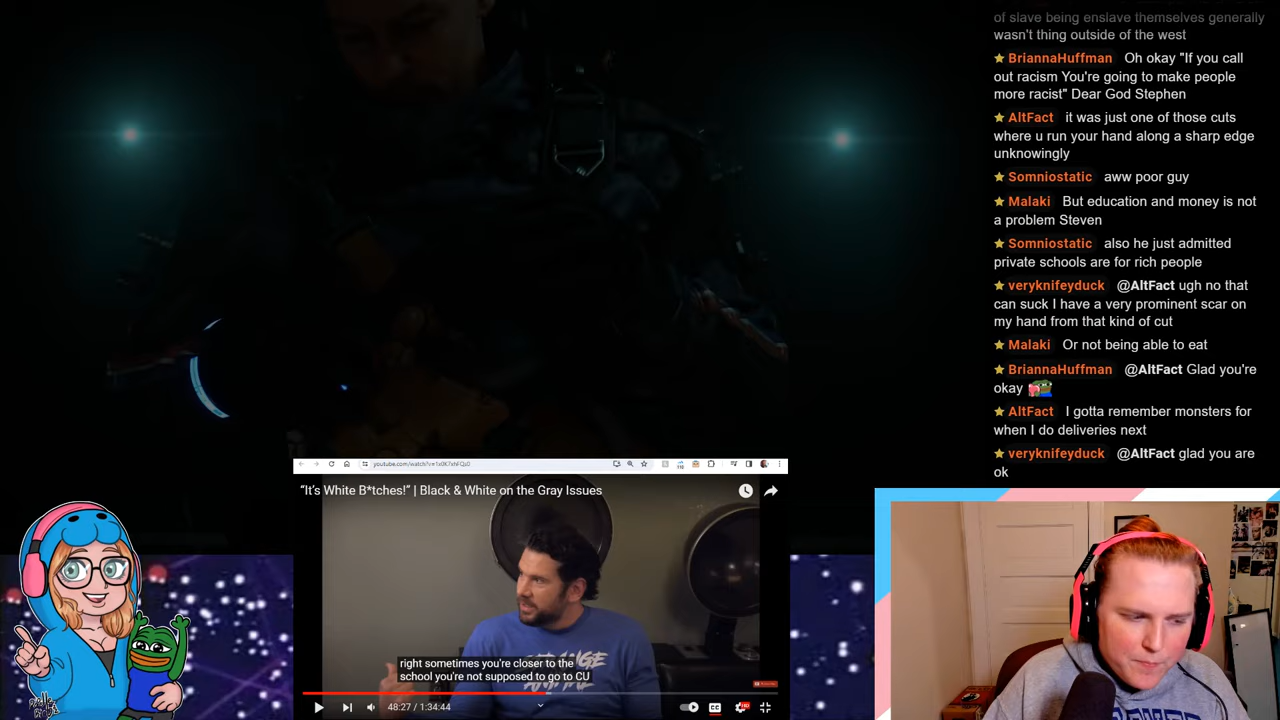 of slave being enslave themselves generally
wasn't thing outside of the west
BriannaHuffman Oh okay "If you call
out racism You're going to make people
more racist" Dear God Stephen
AltFact it was just one of those cuts
where u run your hand along a sharp edge
unknowingly
Somniostatic aww poor guy
Malaki But education and money is not
a problem Steven
Somniostatic also he just admitted
private schools are for rich people
veryknifeyduck @AltFact ugh no that
can suck I have a very prominent scar on
my hand from that kind of cut
Malaki Or not being able to eat
BriannaHuffman @AltFact Glad you're
okay
AltFact I gotta remember monsters for
when I do deliveries next
veryknifeyduck @AltFact glad you are
ok
“It’s White B*tches!” | Black & White on the Gray Issues
right sometimes you're closer to the
school you're not supposed to go to CU
48:27 / 1:34:44
CC